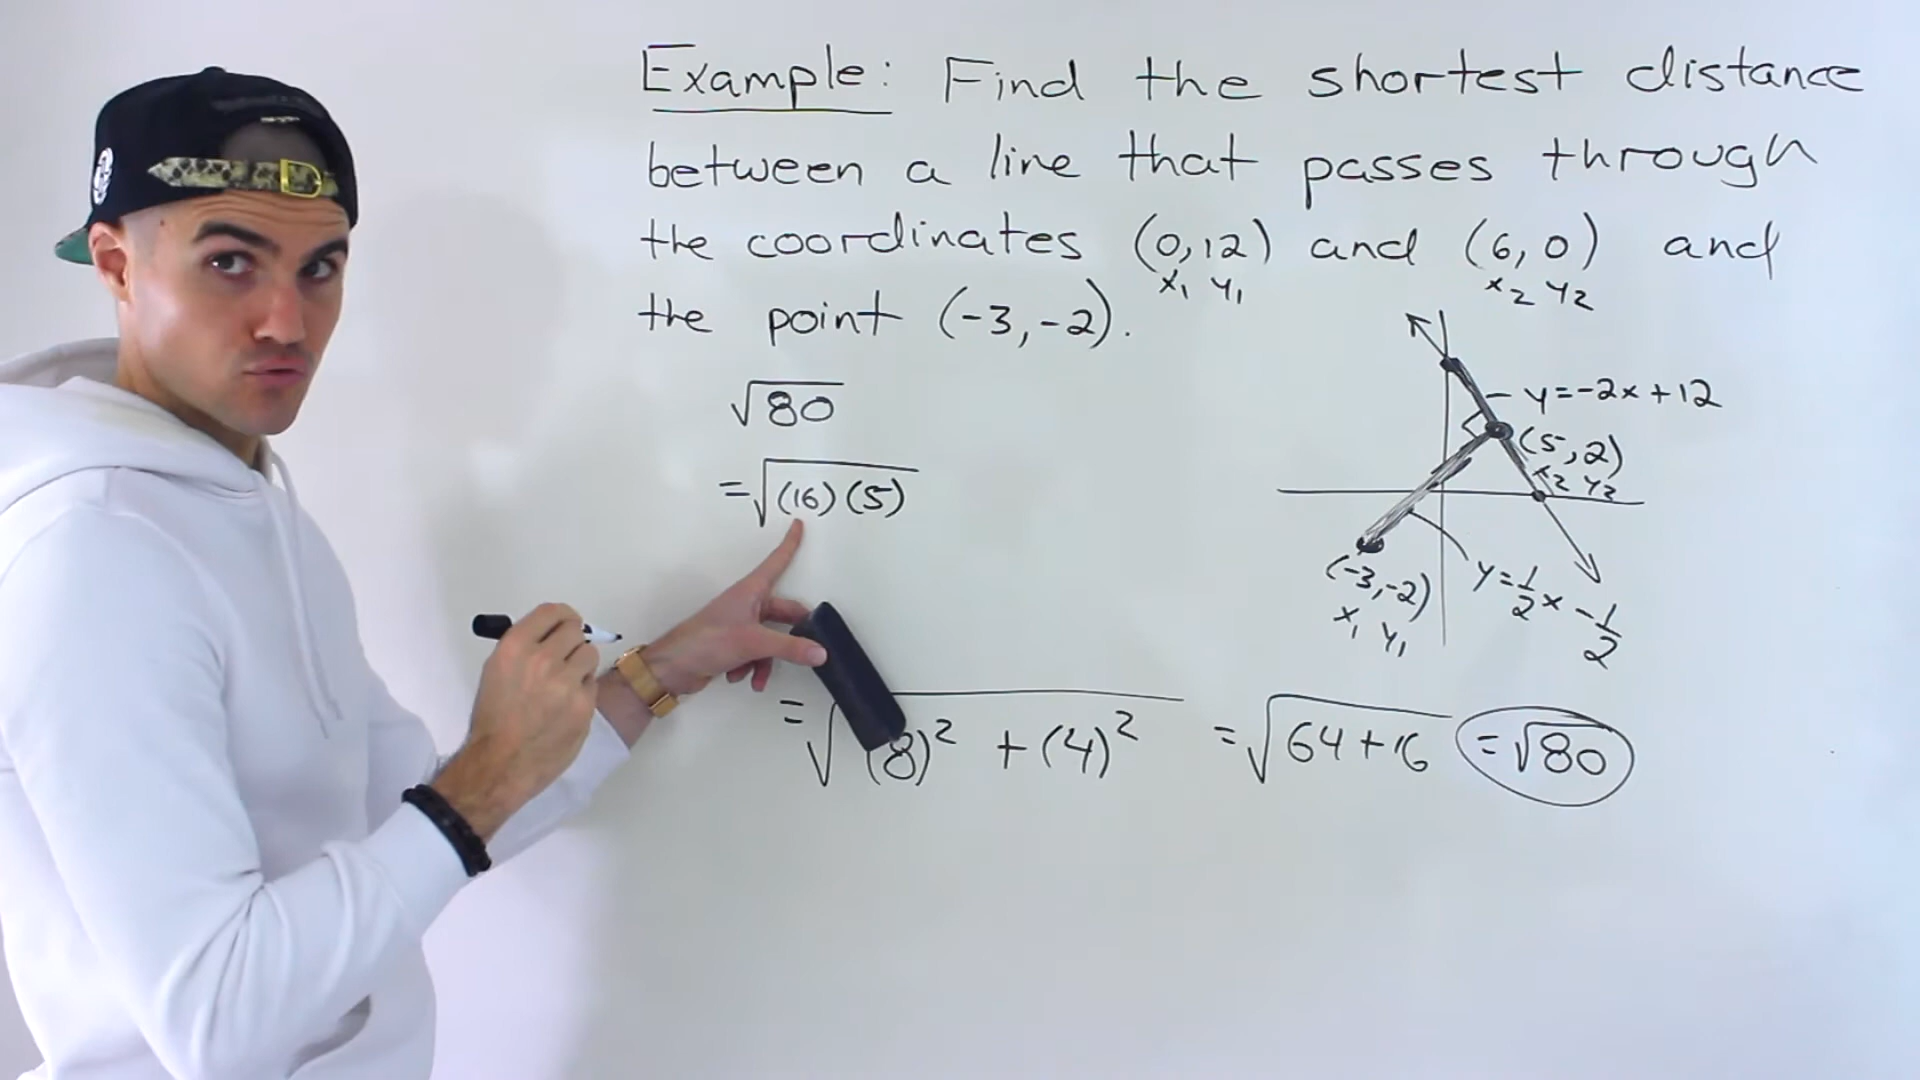 Example: Find the shortest distance
between a line that passes through
the coordinates (0,12) and (6,0) and
x₁ y₁ x₂ y₂
the point (-3,-2).
√80
=√(16)(5)
y=-2x+12
(5,2)
x₂ y₂
(-3,-2)
x₁ y₁
y=1/2x-1/2
=√(8)²+(4)² =√64+16 =√80